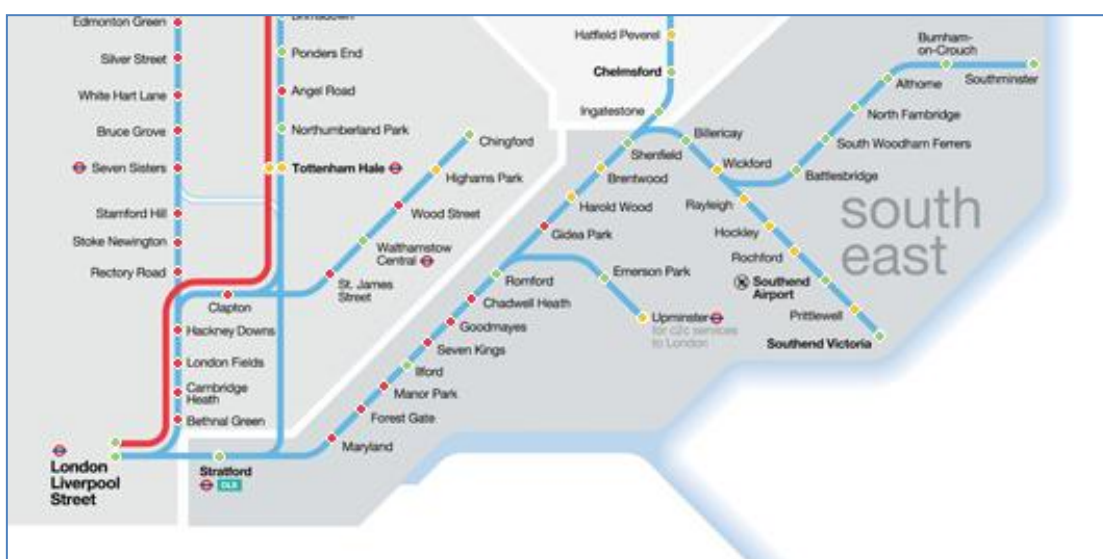 Edmonton Green
Silver Street
White Hart Lane
Bruce Grove
Seven Sisters
Stamford Hill
Stoke Newington
Rectory Road
Brimsdown
Ponders End
Angel Road
Northumberland Park
Tottenham Hale
Chingford
Highams Park
Wood Street
Walthamstow
Central
St. James
Street
Clapton
Hackney Downs
London Fields
Cambridge
Heath
Bethnal Green
London
Liverpool
Street
Stratford
DLR
Maryland
Forest Gate
Manor Park
Ilford
Seven Kings
Goodmayes
Chadwell Heath
Romford
Emerson Park
Upminster
for c2c services
to London
Gidea Park
Harold Wood
Brentwood
Shenfield
Ingatestone
Chelmsford
Hatfield Peverel
Billericay
Wickford
Rayleigh
Hockley
Rochford
Southend
Airport
Prittlewell
Southend Victoria
Battlesbridge
South Woodham Ferrers
North Fambridge
Althorne
Burnham-
on-Crouch
Southminster
south
east